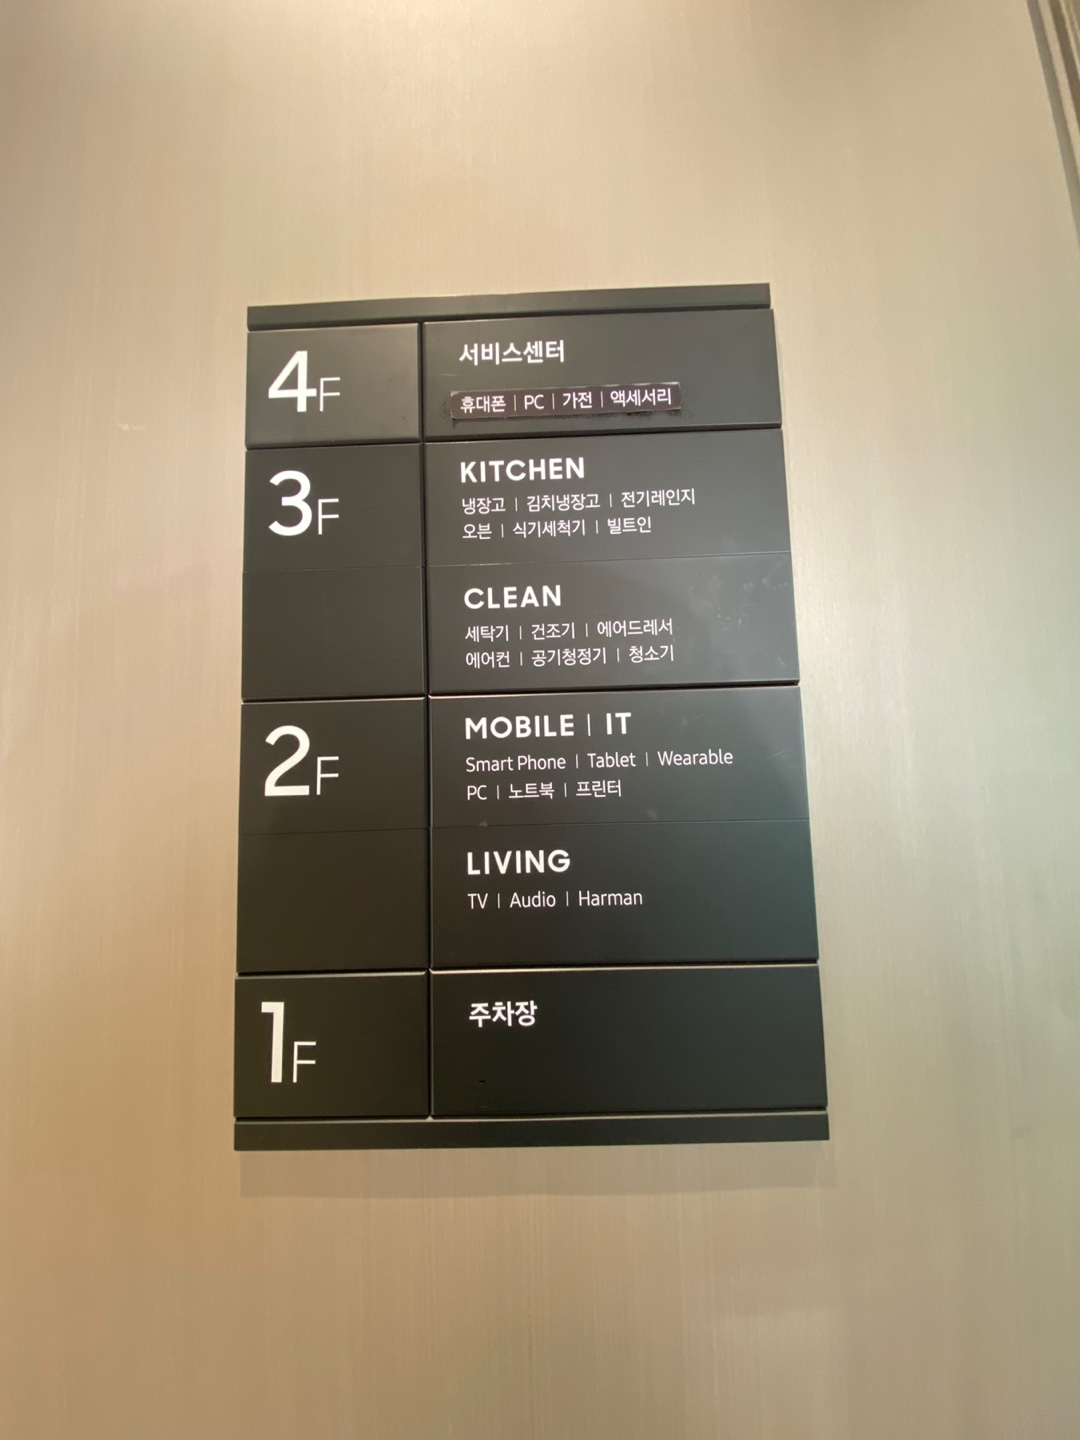 4F
서비스센터
휴대폰 | PC | 가전 | 액세서리
3F
KITCHEN
냉장고 | 김치냉장고 | 전기레인지
오븐 | 식기세척기 | 빌트인
CLEAN
세탁기 | 건조기 | 에어드레서
에어컨 | 공기청정기 | 청소기
2F
MOBILE | IT
Smart Phone | Tablet | Wearable
PC | 노트북 | 프린터
LIVING
TV | Audio | Harman
1F
주차장